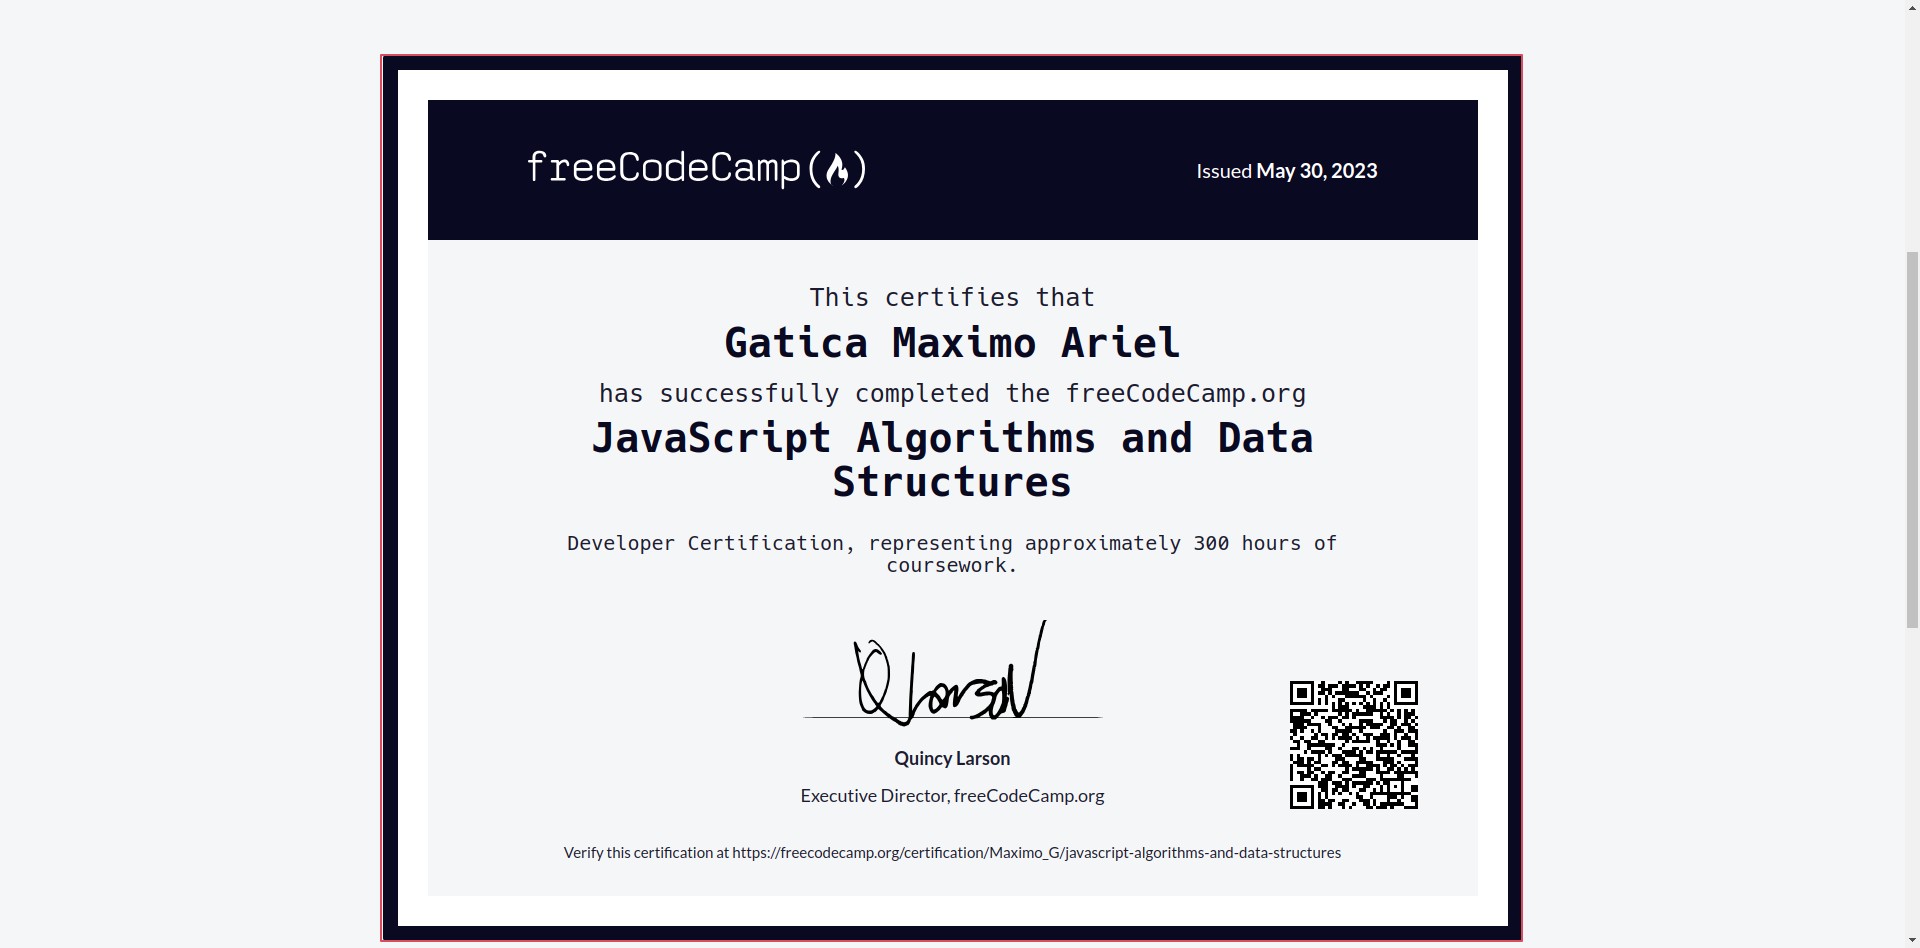 freeCodeCamp
Issued May 30, 2023
This certifies that
Gatica Maximo Ariel
has successfully completed the freeCodeCamp.org
JavaScript Algorithms and Data
Structures
Developer Certification, representing approximately 300 hours of
coursework.
Quincy Larson
Executive Director, freeCodeCamp.org
Verify this certification at https://freecodecamp.org/certification/Maximo_G/javascript-algorithms-and-data-structures